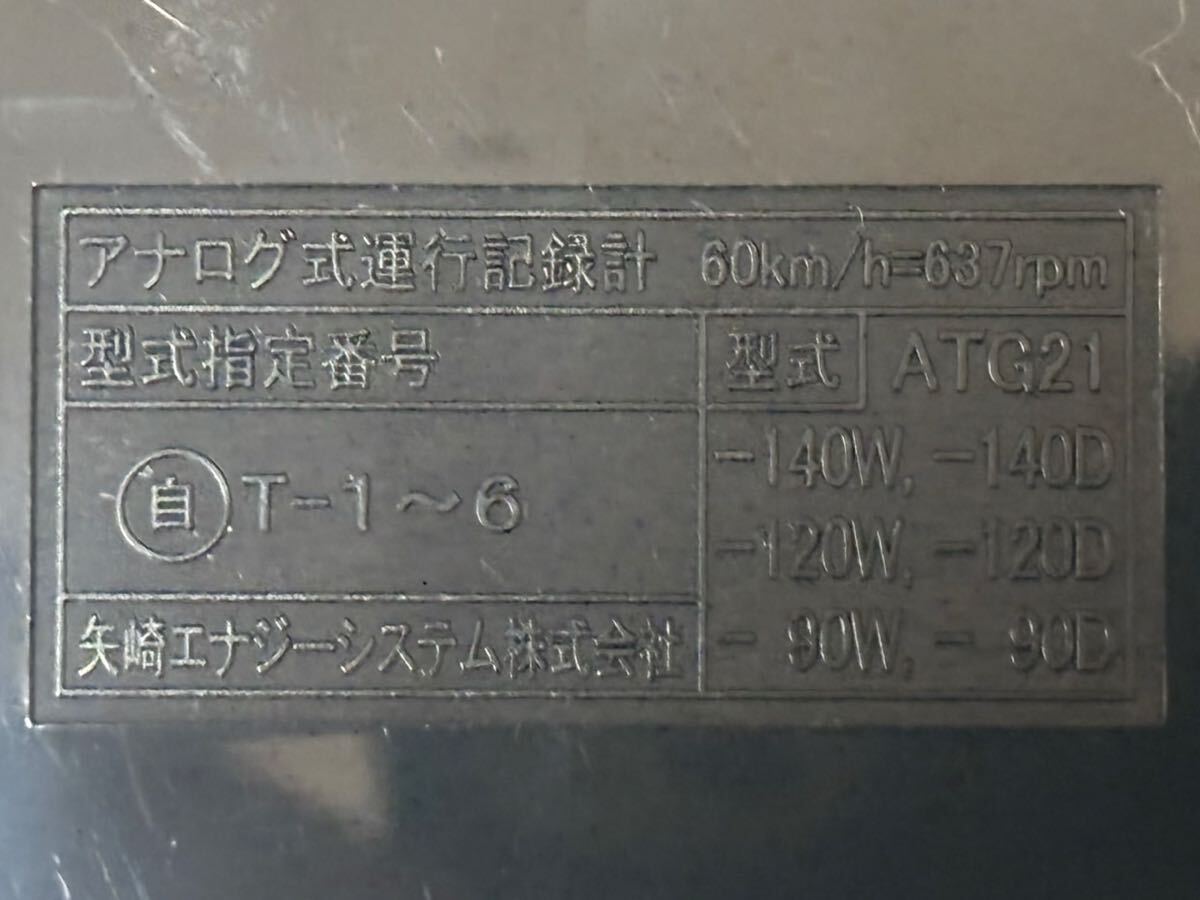 アナログ式運行記録計 60km/h=637rpm
型式指定番号
型式 ATG21
自 T-1～6
-140W, -140D
-120W, -120D
- 90W, - 90D
矢崎エナジーシステム株式会社